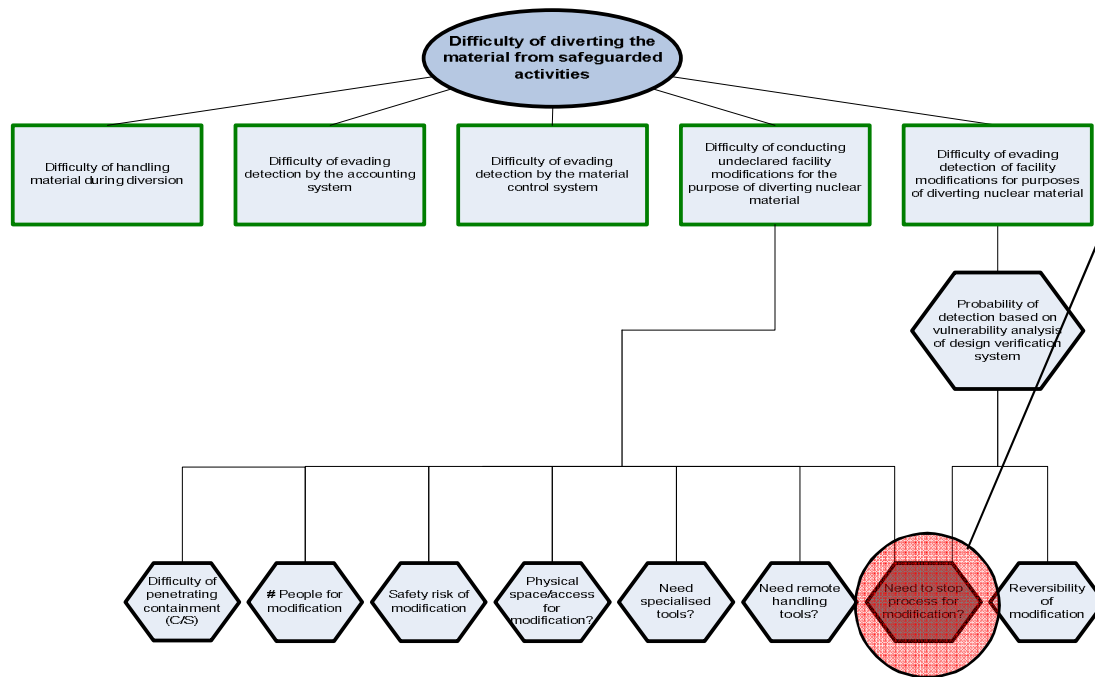 Difficulty of diverting the
material from safeguarded
activities
Difficulty of handling
material during diversion
Difficulty of evading
detection by the accounting
system
Difficulty of evading
detection by the material
control system
Difficulty of conducting
undeclared facility
modifications for the
purpose of diverting nuclear
material
Difficulty of evading
detection of facility
modifications for purposes
of diverting nuclear material
Probability of
detection based on
vulnerability analysis
of design verification
system
Difficulty of
penetrating
containment
(C/S)
# People for
modification
Safety risk of
modification
Physical
space/access
for
modification?
Need
specialised
tools?
Need remote
handling
tools?
Need to stop
process for
modification?
Reversibility
of
modification